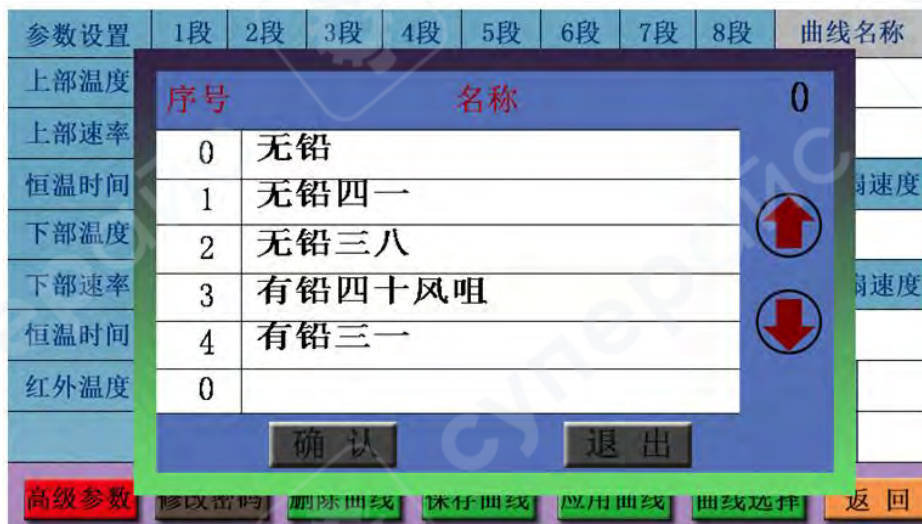 参数设置 1段 2段 3段 4段 5段 6段 7段 8段 曲线名称
上部温度
上部速率
恒温时间 扇速度
下部温度
下部速率 扇速度
恒温时间
红外温度
序号 名称 0
0 无铅
1 无铅四一
2 无铅三八
3 有铅四十风咀
4 有铅三一
0
确 认 退 出
高级参数 修改密码 删除曲线 保存曲线 应用曲线 曲线选择 返 回
суперайс